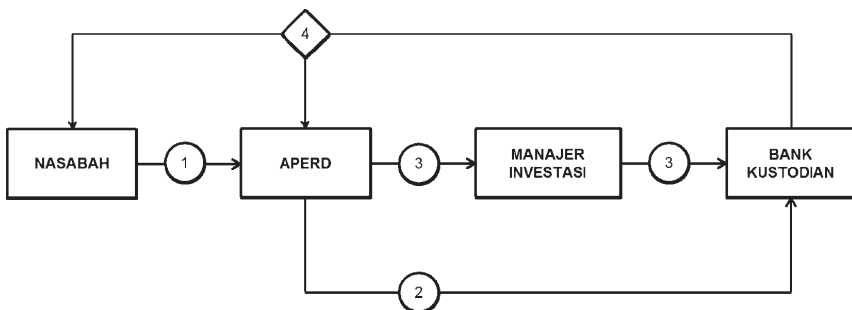 4
NASABAH
1
APERD
3
MANAJER
INVESTASI
3
BANK
KUSTODIAN
2